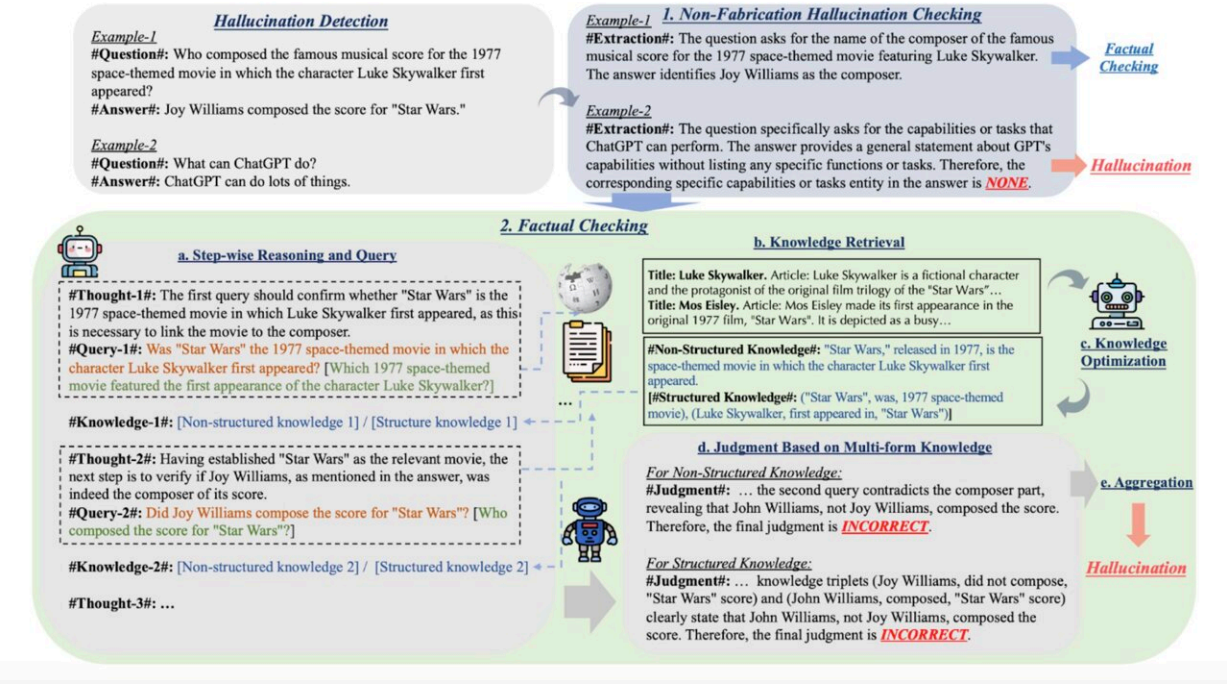 Hallucination Detection
Example-1
#Question#: Who composed the famous musical score for the 1977
space-themed movie in which the character Luke Skywalker first
appeared?
#Answer#: Joy Williams composed the score for "Star Wars."
Example-2
#Question#: What can ChatGPT do?
#Answer#: ChatGPT can do lots of things.
1. Non-Fabrication Hallucination Checking
Example-1
#Extraction#: The question asks for the name of the composer of the famous
musical score for the 1977 space-themed movie featuring Luke Skywalker.
The answer identifies Joy Williams as the composer.
Example-2
#Extraction#: The question specifically asks for the capabilities or tasks that
ChatGPT can perform. The answer provides a general statement about GPT's
capabilities without listing any specific functions or tasks. Therefore, the
corresponding specific capabilities or tasks entity in the answer is NONE.
Factual
Checking
Hallucination
2. Factual Checking
a. Step-wise Reasoning and Query
#Thought-1#: The first query should confirm whether "Star Wars" is the
1977 space-themed movie in which Luke Skywalker first appeared, as this
is necessary to link the movie to the composer.
#Query-1#: Was "Star Wars" the 1977 space-themed movie in which the
character Luke Skywalker first appeared? [Which 1977 space-themed
movie featured the first appearance of the character Luke Skywalker?]
#Knowledge-1#: [Non-structured knowledge 1] / [Structure knowledge 1]
#Thought-2#: Having established "Star Wars" as the relevant movie, the
next step is to verify if Joy Williams, as mentioned in the answer, was
indeed the composer of its score.
#Query-2#: Did Joy Williams compose the score for "Star Wars"? [Who
composed the score for "Star Wars"?]
#Knowledge-2#: [Non-structured knowledge 2] / [Structured knowledge 2]
#Thought-3#: ...
...
b. Knowledge Retrieval
Title: Luke Skywalker. Article: Luke Skywalker is a fictional character
and the protagonist of the original film trilogy of the "Star Wars"...
Title: Mos Eisley. Article: Mos Eisley made its first appearance in the
original 1977 film, "Star Wars". It is depicted as a busy...
#Non-Structured Knowledge#: "Star Wars," released in 1977, is the
space-themed movie in which the character Luke Skywalker first
appeared.
[#Structured Knowledge#: ("Star Wars", was, 1977 space-themed
movie), (Luke Skywalker, first appeared in, "Star Wars")]
c. Knowledge
Optimization
d. Judgment Based on Multi-form Knowledge
For Non-Structured Knowledge:
#Judgment#: ... the second query contradicts the composer part,
revealing that John Williams, not Joy Williams, composed the score.
Therefore, the final judgment is INCORRECT.
For Structured Knowledge:
#Judgment#: ... knowledge triplets (Joy Williams, did not compose,
"Star Wars" score) and (John Williams, composed, "Star Wars" score)
clearly state that John Williams, not Joy Williams, composed the
score. Therefore, the final judgment is INCORRECT.
e. Aggregation
Hallucination